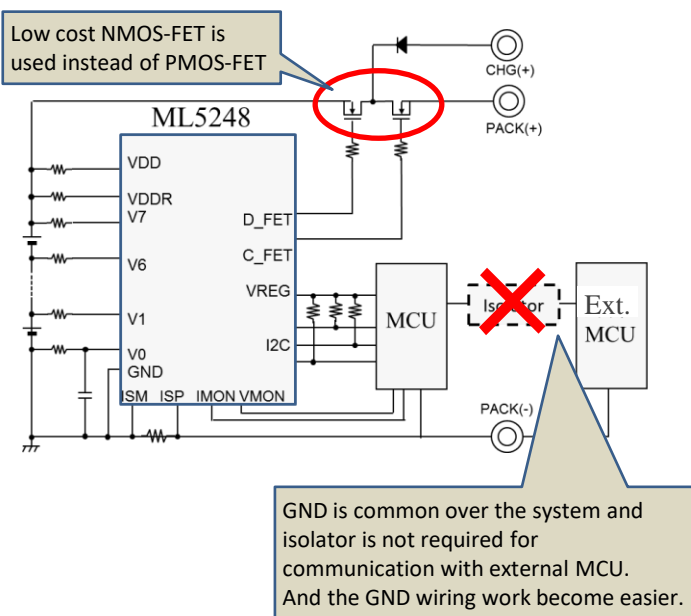 Low cost NMOS-FET is
used instead of PMOS-FET
CHG(+)
PACK(+)
ML5248
VDD
VDDR
V7
V6
V1
V0
GND
D_FET
C_FET
VREG
I2C
ISM ISP IMON VMON
MCU
Isolator
Ext.
MCU
PACK(-)
GND is common over the system and
isolator is not required for
communication with external MCU.
And the GND wiring work become easier.